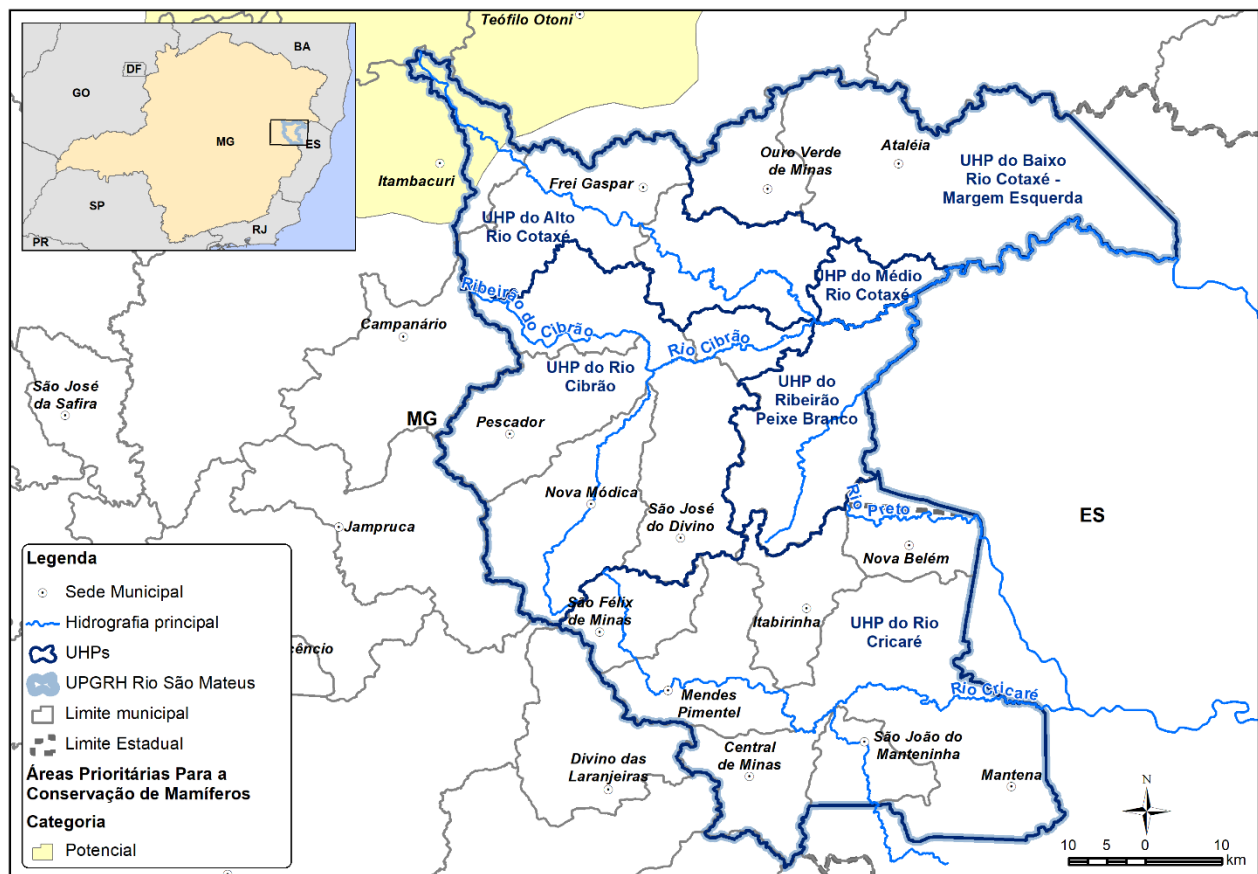 Teófilo Otoni
BA
DF
GO
MG
ES
SP
RJ
PR
Itambacuri
Frei Gaspar
Ouro Verde
de Minas
Ataléia
UHP do Baixo
Rio Cotaxé -
Margem Esquerda
UHP do Alto
Rio Cotaxé
UHP do Médio
Rio Cotaxé
Ribeirão do Cibrão
Rio Cibrão
Campanário
São José
da Safira
UHP do Rio
Cibrão
UHP do
Ribeirão
Peixe Branco
MG
Pescador
Nova Módica
São José
do Divino
Rio Preto
ES
Jampruca
Nova Belém
São Félix
de Minas
Itabirinha
UHP do Rio
Cricaré
Rio Cricaré
Mendes
Pimentel
São João do
Manteninha
Central
de Minas
Mantena
Divino das
Laranjeiras
cêncio
Legenda
Sede Municipal
Hidrografia principal
UHPs
UPGRH Rio São Mateus
Limite municipal
Limite Estadual
Áreas Prioritárias Para a
Conservação de Mamíferos
Categoria
Potencial
N
10 5 0 10
km